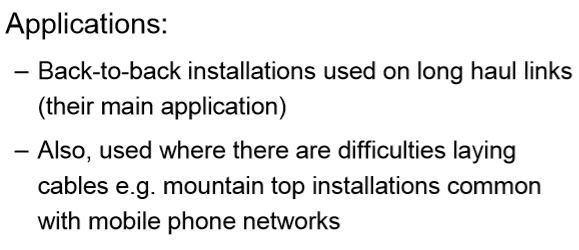 Applications:
– Back-to-back installations used on long haul links
(their main application)
– Also, used where there are difficulties laying
cables e.g. mountain top installations common
with mobile phone networks